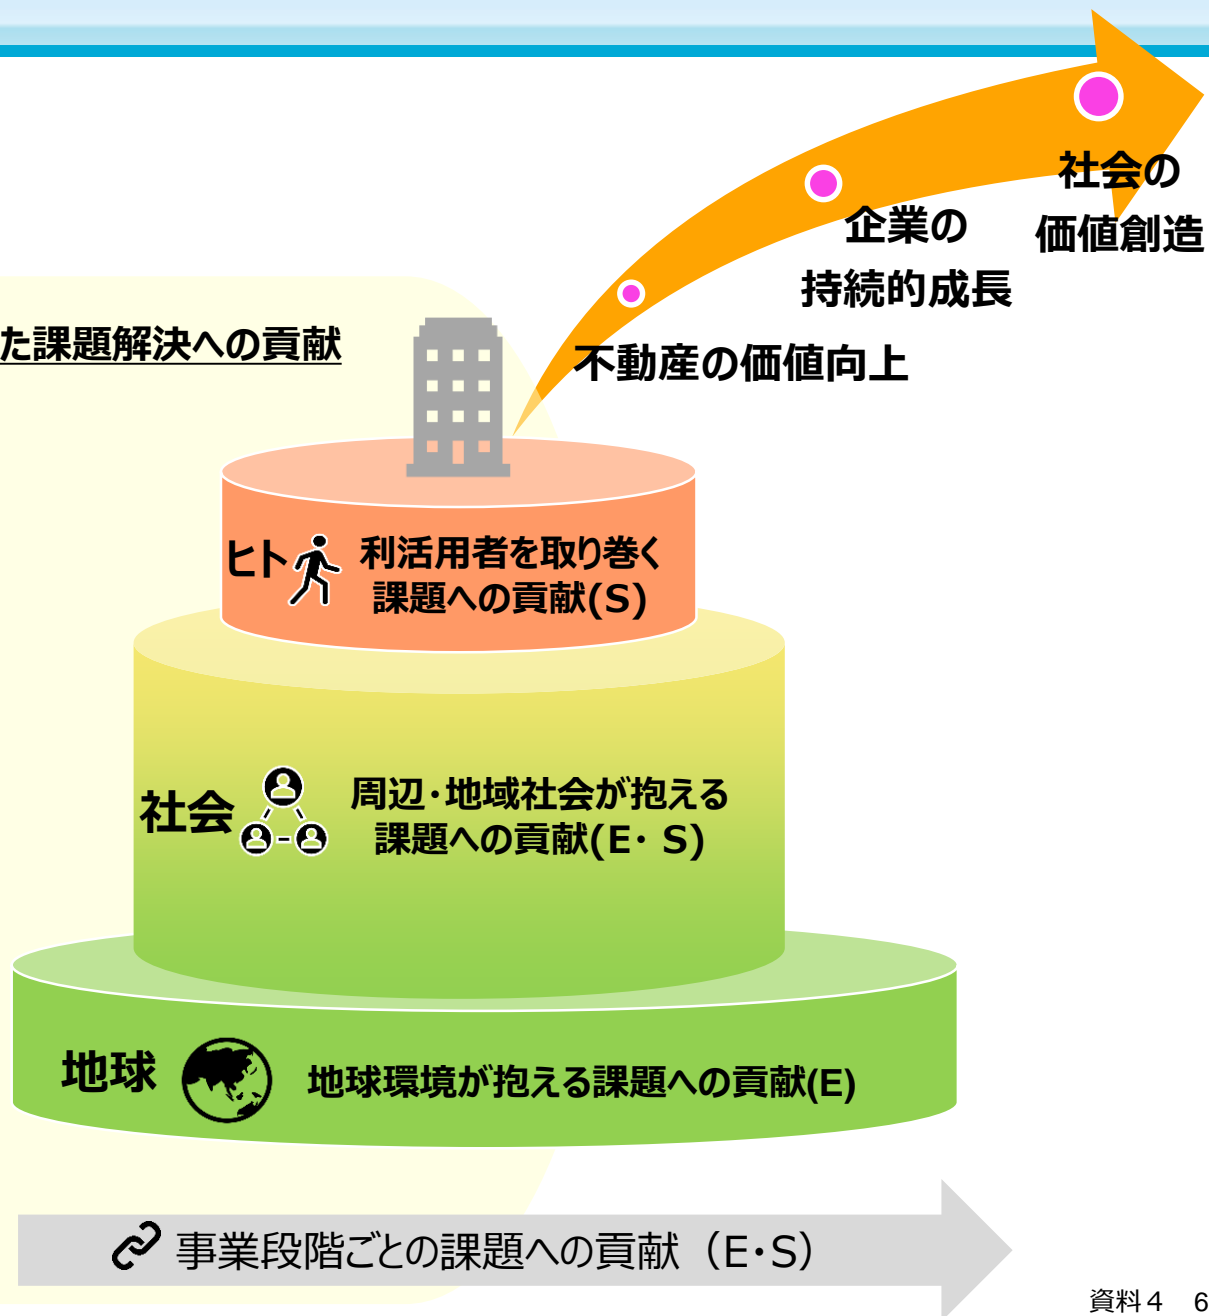 社会の
価値創造
企業の
持続的成長
不動産の価値向上
た課題解決への貢献
ヒト
利活用者を取り巻く
課題への貢献(S)
社会
周辺・地域社会が抱える
課題への貢献(E・ S)
地球
地球環境が抱える課題への貢献(E)
事業段階ごとの課題への貢献（E・S）
資料４ 6